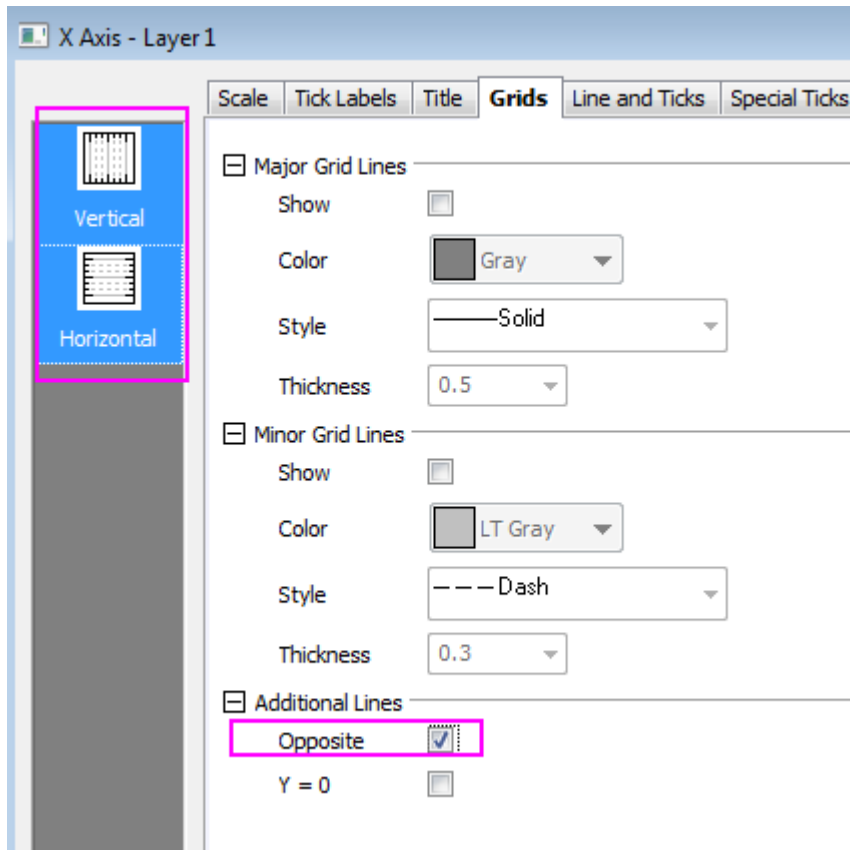 X Axis - Layer 1
Scale Tick Labels Title Grids Line and Ticks Special Ticks
Vertical
Horizontal
Major Grid Lines
Show
Color Gray
Style Solid
Thickness 0.5
Minor Grid Lines
Show
Color LT Gray
Style Dash
Thickness 0.3
Additional Lines
Opposite
Y = 0